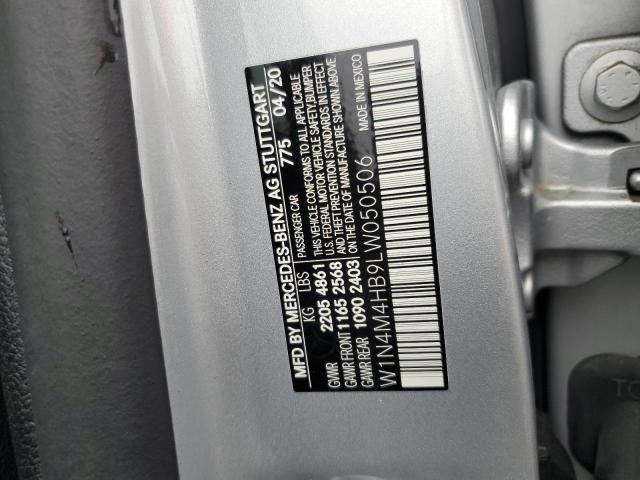 MFD BY MERCEDES-BENZ AG STUTTGART
775 04/20
KG LBS PASSENGER CAR
GVWR 2205 4861 THIS VEHICLE CONFORMS TO ALL APPLICABLE
GAWR FRONT 1165 2568 U.S. FEDERAL MOTOR VEHICLE SAFETY, BUMPER
GAWR REAR 1090 2403 THEFT PREVENTION STANDARDS IN EFFECT
ON THE DATE OF MANUFACTURE SHOWN ABOVE
W1N4M4HB9LW050506 MADE IN MEXICO